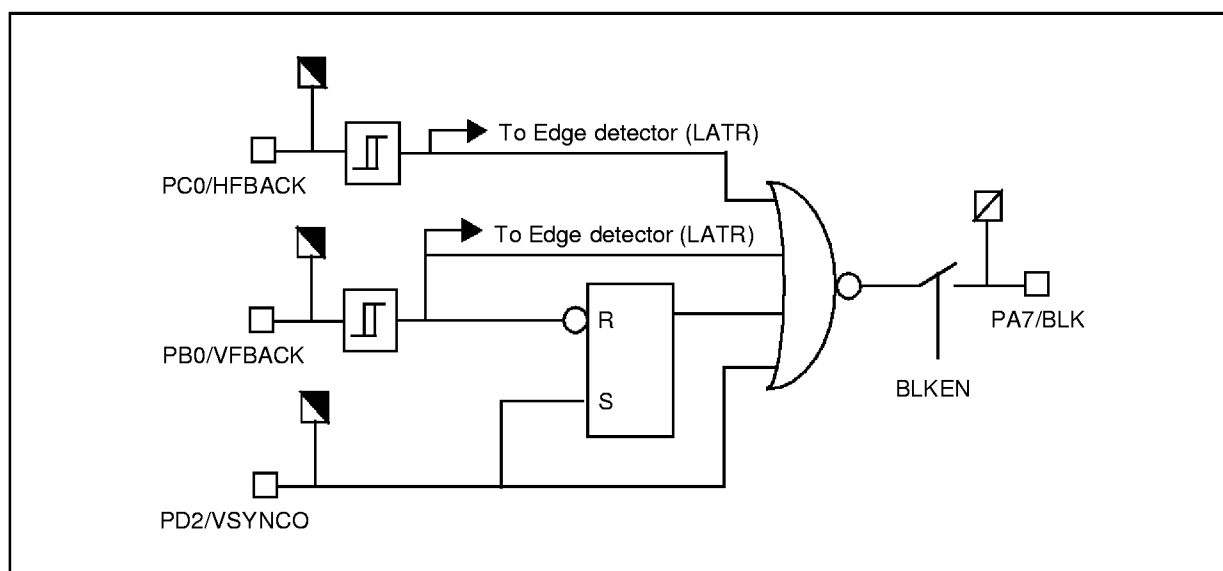 To Edge detector (LATR)
PC0/HFBACK
To Edge detector (LATR)
R
PA7/BLK
PB0/VFBACK
BLKEN
S
PD2/VSYNCO